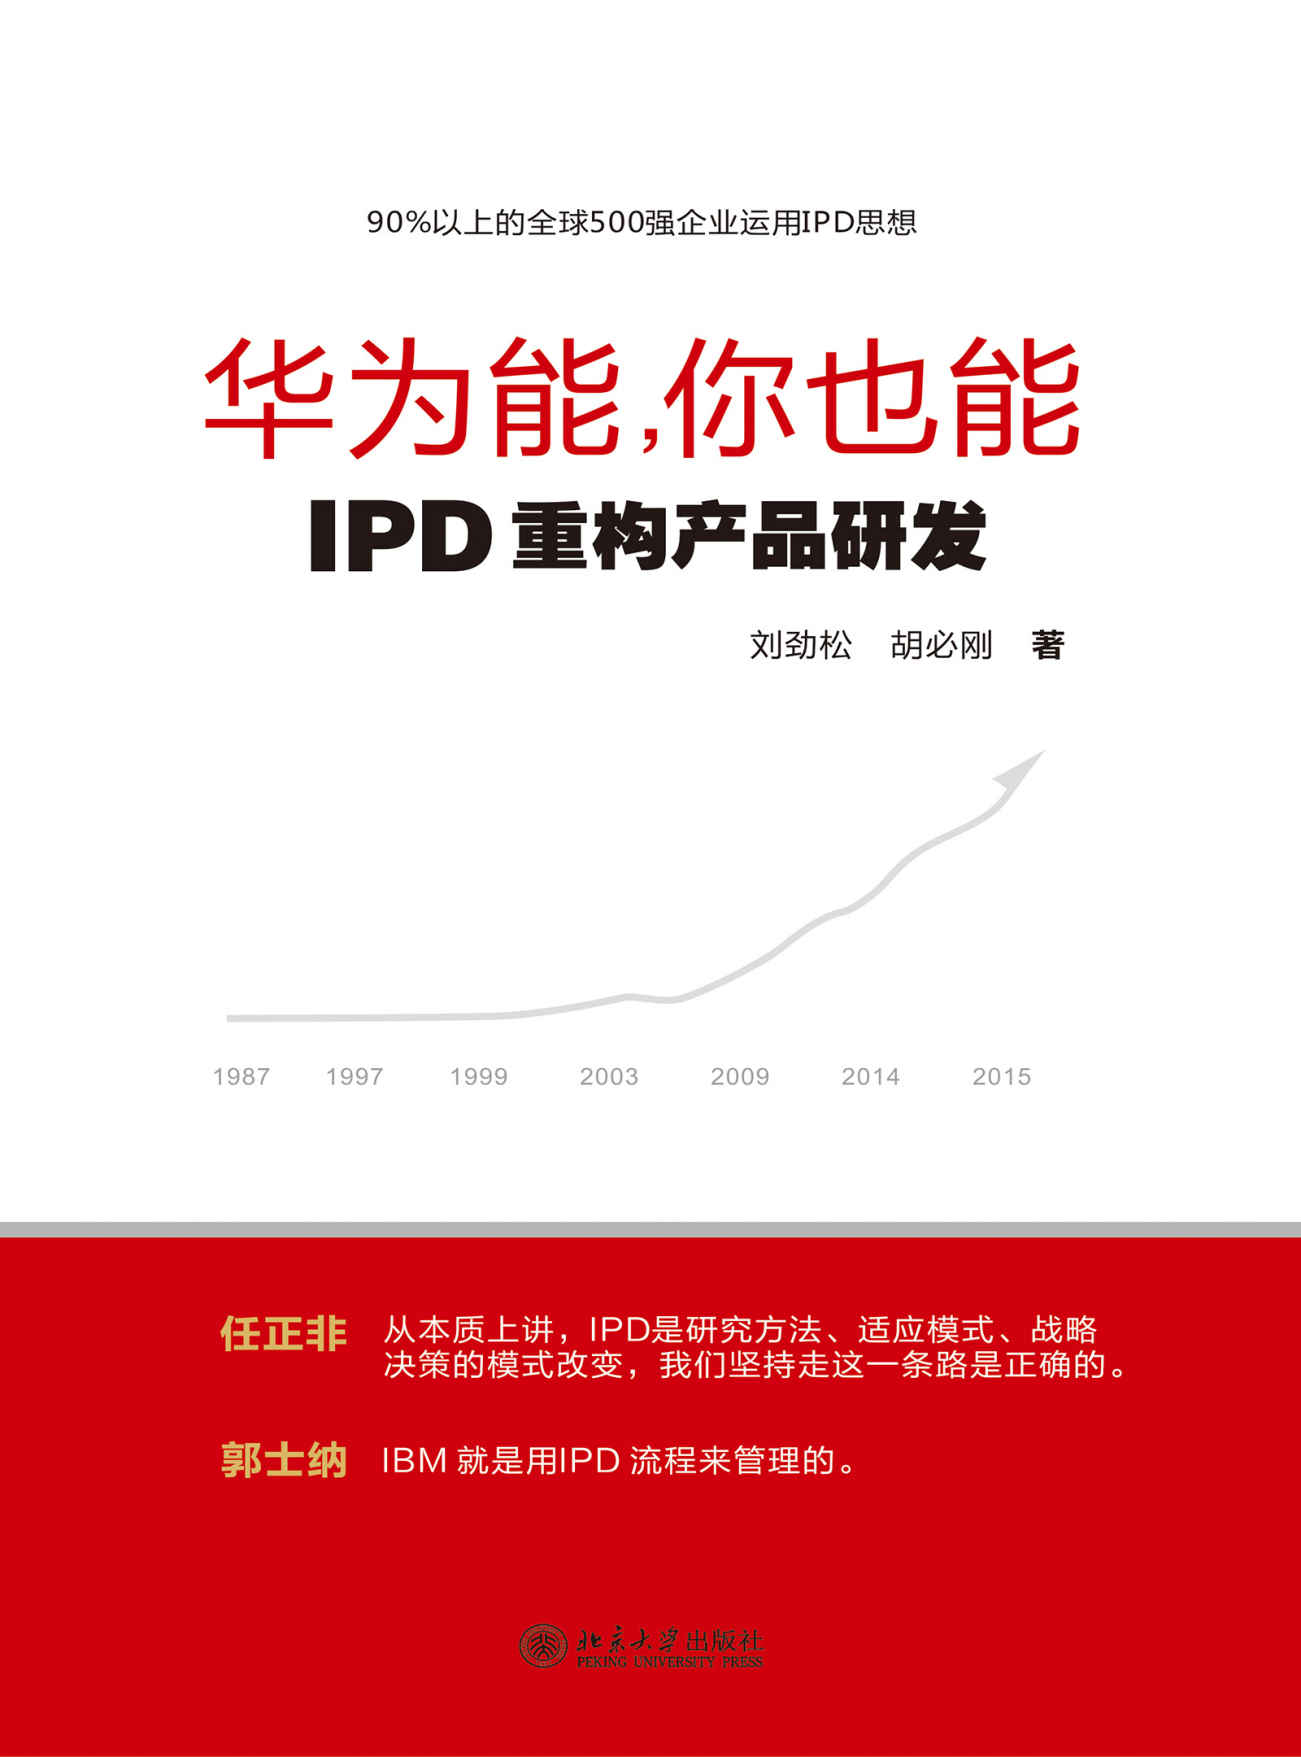 90%以上的全球500强企业运用IPD思想
华为能,你也能
IPD 重构产品研发
刘劲松 胡必刚 著
1987 1997 1999 2003 2009 2014 2015
任正非 从本质上讲，IPD是研究方法、适应模式、战略
决策的模式改变，我们坚持走这一条路是正确的。
郭士纳 IBM 就是用IPD 流程来管理的。
北京大学出版社
PEKING UNIVERSITY PRESS